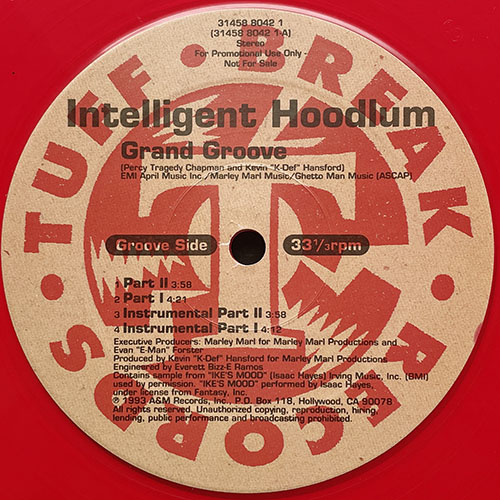 31458 8042 1
(31458 8042 1-A)
Stereo
For Promotional Use Only -
Not For Sale
TUFF · BREAK · RECORDS ·
Intelligent Hoodlum
Grand Groove
(Percy Tragedy Chapman and Kevin "K-Def" Hansford)
EMI April Music Inc./Marley Marl Music/Ghetto Man Music (ASCAP)
Groove Side
33 1/3rpm
1 Part II 3:58
2 Part I 4:21
3 Instrumental Part II 3:58
4 Instrumental Part I 4:12
Executive Producers: Marley Marl for Marley Marl Productions and
Evan "E-Man" Forster
Produced by Kevin "K-Def" Hansford for Marley Marl Productions
Engineered by Everett Bizz-E Ramos
Contains sample from "IKE'S MOOD" (Isaac Hayes) Irving Music, Inc. (BMI)
used by permission. "IKE'S MOOD" performed by Isaac Hayes,
under license from Fantasy, Inc.
℗ 1993 A&M Records, Inc. P.O. Box 118, Hollywood, CA 90078
All rights reserved. Unauthorized copying, reproduction, hiring,
lending, public performance and broadcasting prohibited.